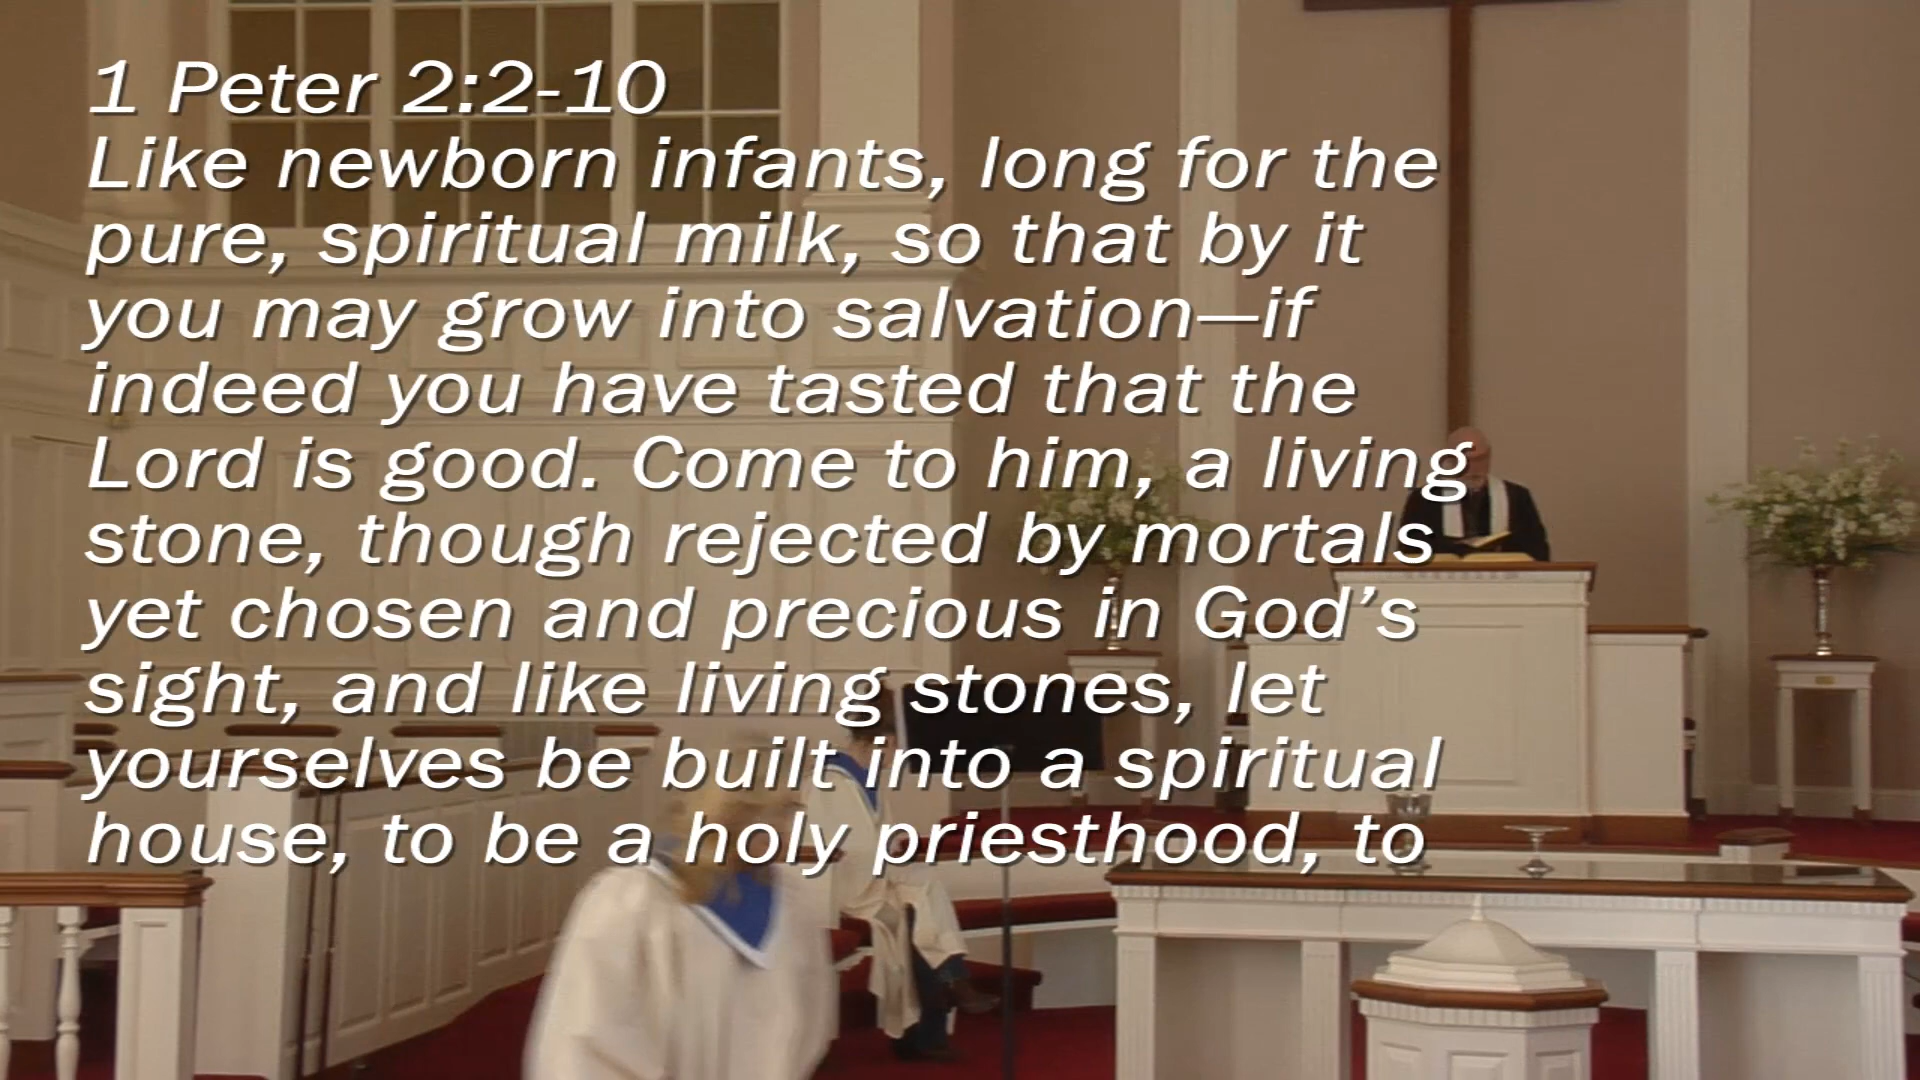 1 Peter 2:2-10
Like newborn infants, long for the
pure, spiritual milk, so that by it
you may grow into salvation—if
indeed you have tasted that the
Lord is good. Come to him, a living
stone, though rejected by mortals
yet chosen and precious in God’s
sight, and like living stones, let
yourselves be built into a spiritual
house, to be a holy priesthood, to